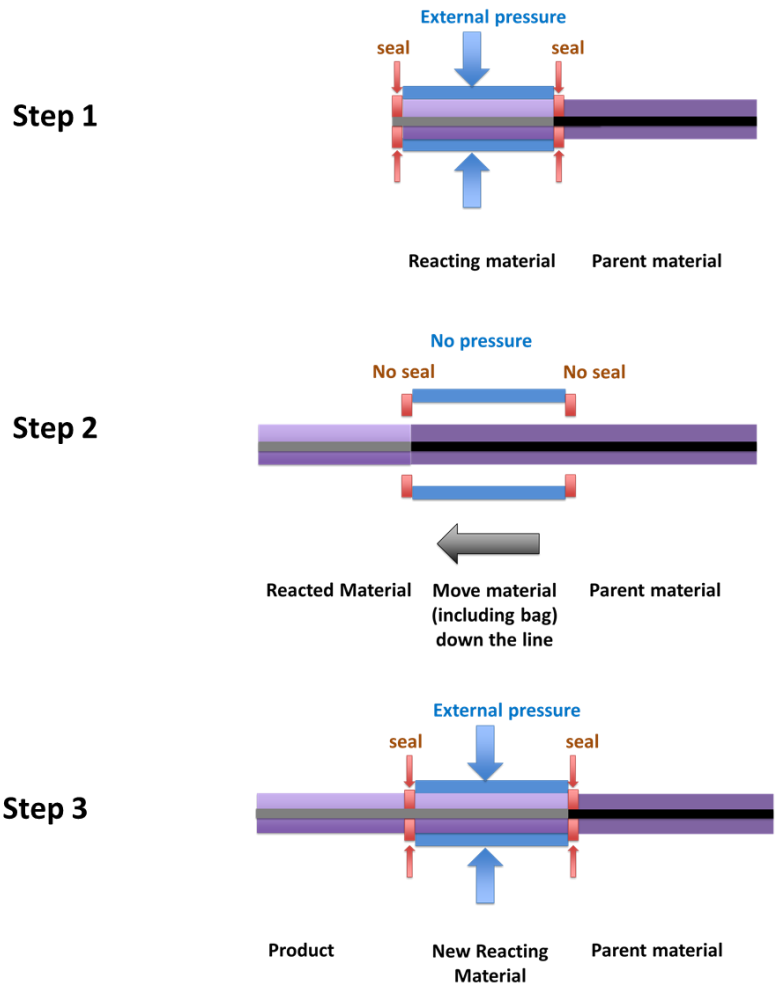 External pressure
seal seal
Step 1
Reacting material Parent material
No pressure
No seal No seal
Step 2
Reacted Material Move material Parent material
(including bag)
down the line
External pressure
seal seal
Step 3
Product New Reacting Parent material
Material